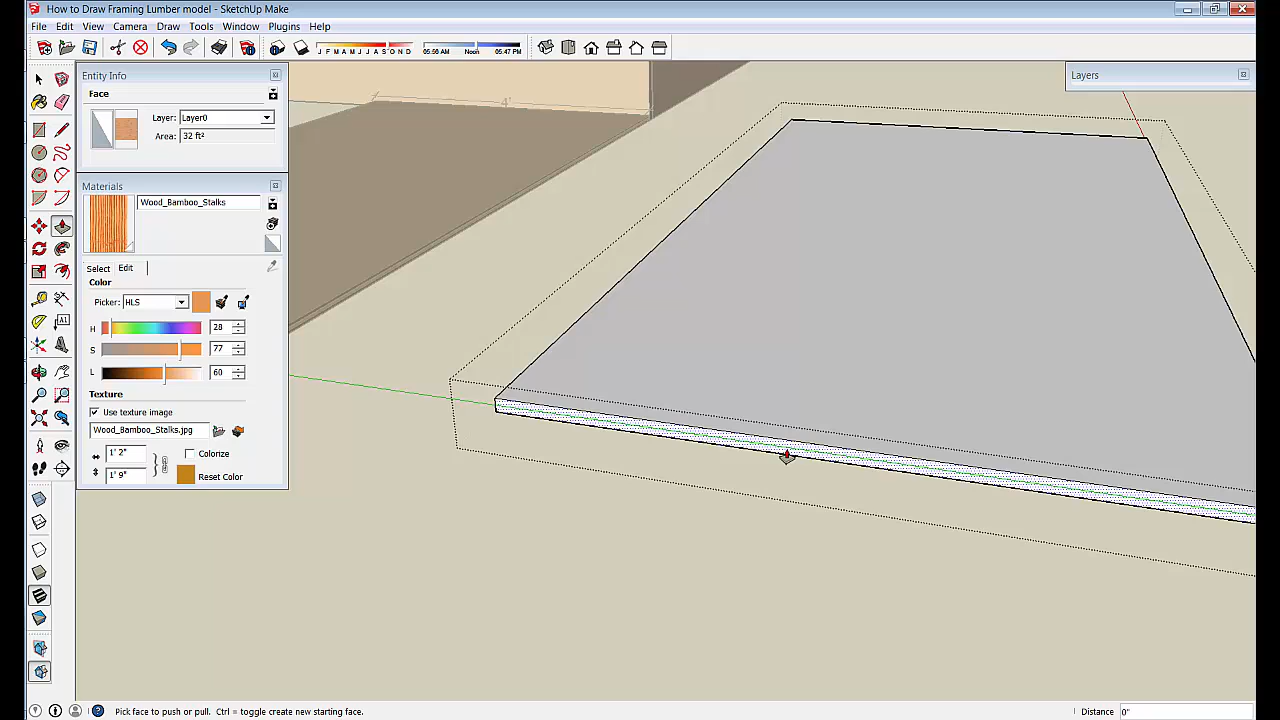 How to Draw Framing Lumber model - SketchUp Make
File Edit View Camera Draw Tools Window Plugins Help
J F M A M J J A S O N D
05:56 AM Noon 05:47 PM
Entity Info
Face
Layer: Layer0
Area: 32 ft²
Materials
Wood_Bamboo_Stalks
Select Edit
Color
Picker: HLS
H 28
S 77
L 60
Texture
Use texture image
Wood_Bamboo_Stalks.jpg
1' 2"
Colorize
1' 9"
Reset Color
Layers
4'
A1
Pick face to push or pull. Ctrl = toggle create new starting face.
Distance 0"